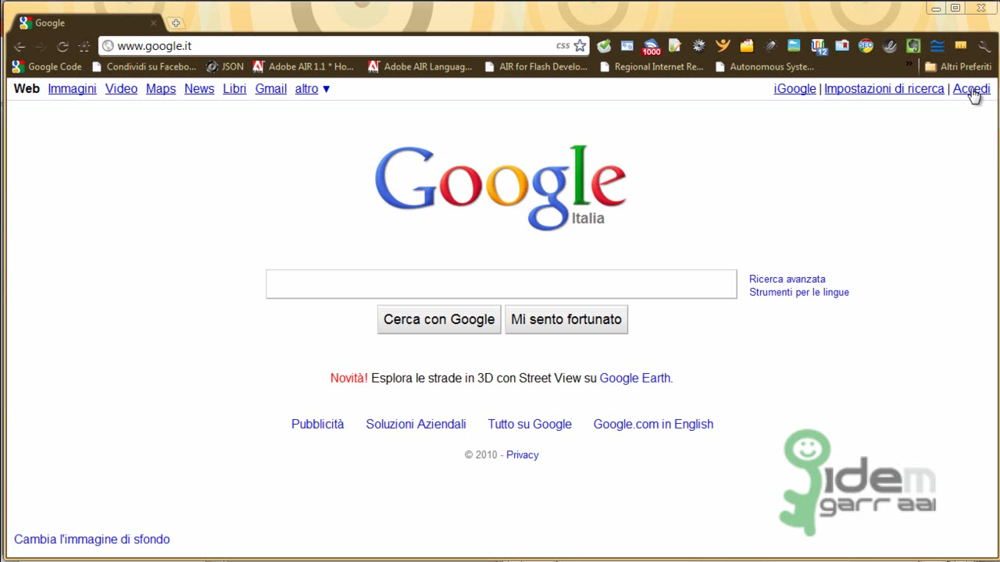 Google
www.google.it
css
1000
12
SEO
Google Code
Condividi su Facebo...
JSON
Adobe AIR 1.1 * Ho...
Adobe AIR Languag...
AIR for Flash Develo...
Regional Internet Re...
Autonomous Syste...
»
Altri Preferiti
Web Immagini Video Maps News Libri Gmail altro ▼
iGoogle | Impostazioni di ricerca | Accedi
Google
Italia
Ricerca avanzata
Strumenti per le lingue
Cerca con Google
Mi sento fortunato
Novità! Esplora le strade in 3D con Street View su Google Earth.
Pubblicità Soluzioni Aziendali Tutto su Google Google.com in English
© 2010 - Privacy
idem
garr aai
Cambia l'immagine di sfondo